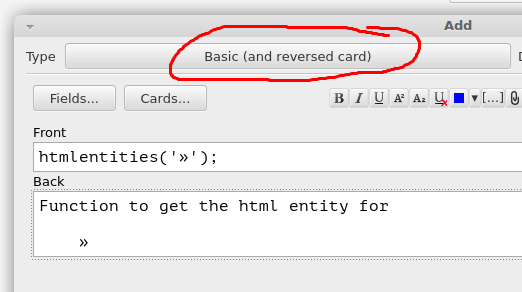 Add
Type Basic (and reversed card)
Fields... Cards... B I U A² A₂ U [...]
Front
htmlentities('»');
Back
Function to get the html entity for
»